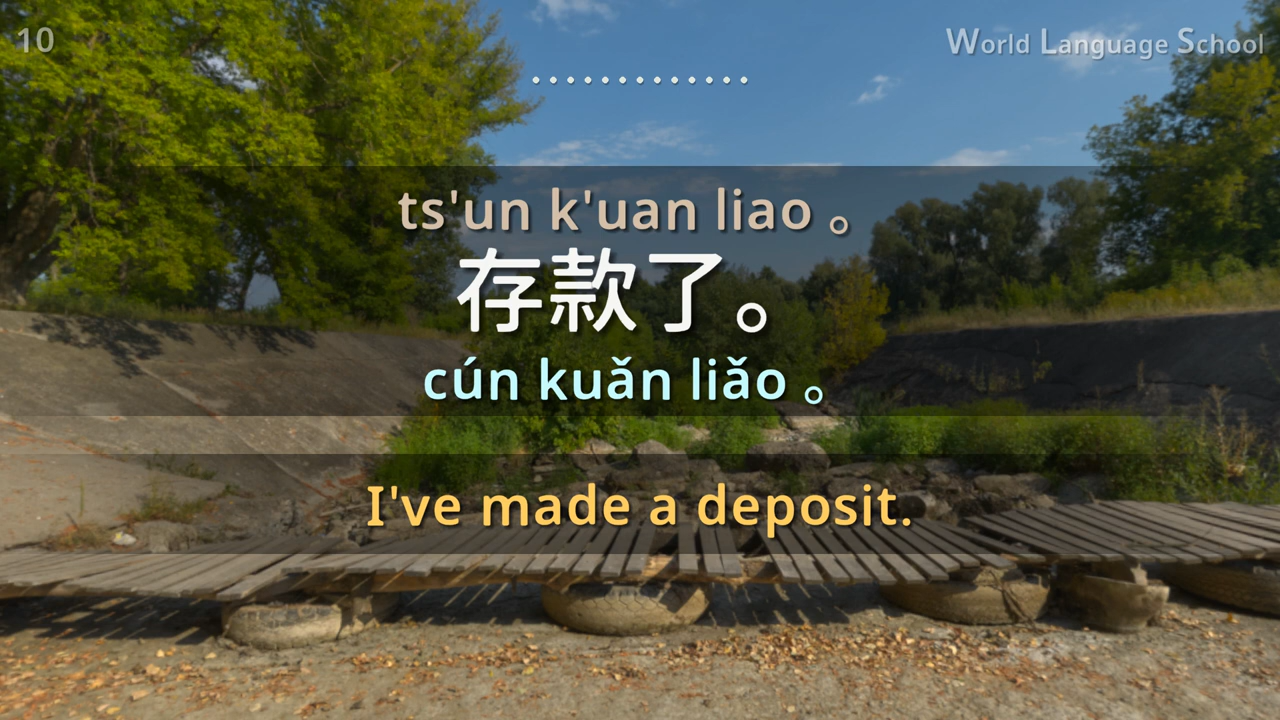 10
World Language School
ts'un k'uan liao 。
存款了。
cún kuǎn liǎo 。
I've made a deposit.